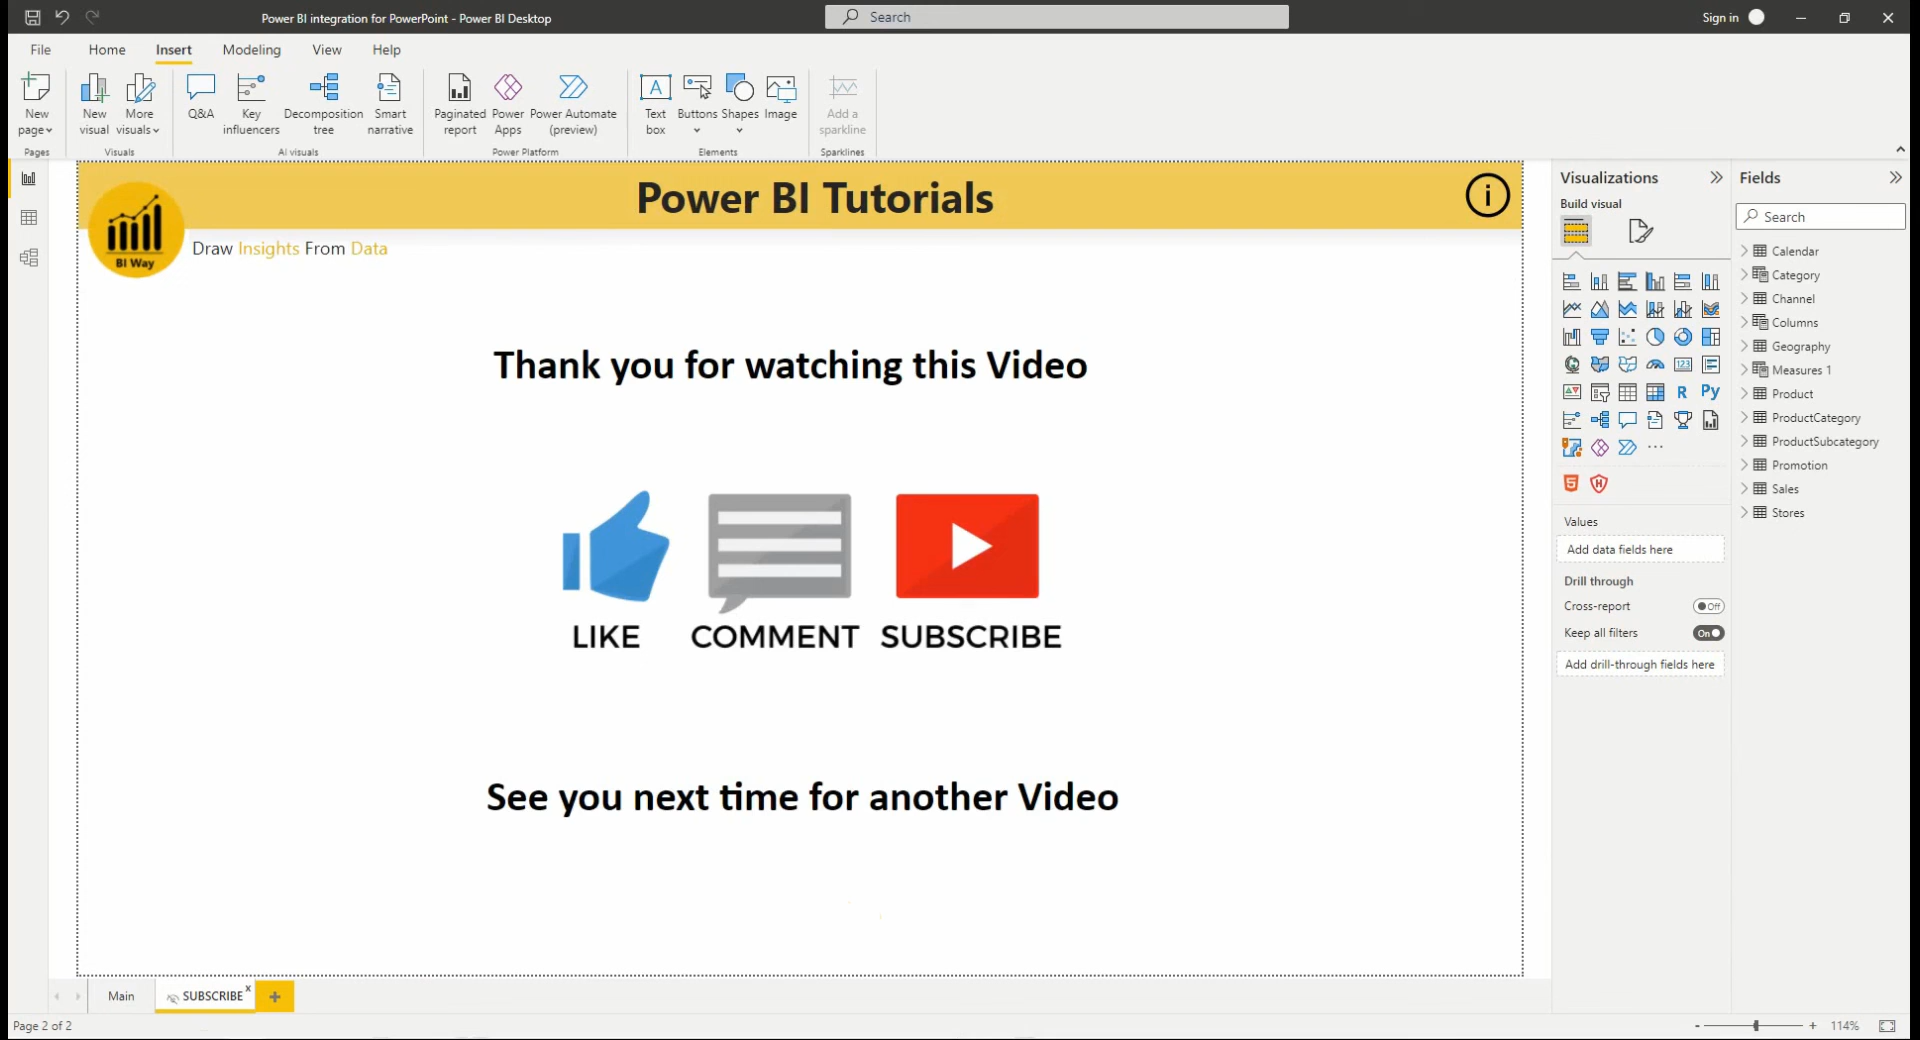 Power BI integration for PowerPoint - Power BI Desktop
Search
Sign in
File Home Insert Modeling View Help
New page
New visual
More visuals
Q&A
Key influencers
Decomposition tree
Smart narrative
Paginated report
Power Apps
Power Automate (preview)
Text box
Buttons
Shapes
Image
Add a sparkline
Pages
Visuals
AI visuals
Power Platform
Elements
Sparklines
Power BI Tutorials
i
BI Way
Draw Insights From Data
Thank you for watching this Video
LIKE COMMENT SUBSCRIBE
See you next time for another Video
Visualizations
Build visual
123
R
Py
Values
Add data fields here
Drill through
Cross-report
Off
Keep all filters
On
Add drill-through fields here
Fields
Search
Calendar
Category
Channel
Columns
Geography
Measures 1
Product
ProductCategory
ProductSubcategory
Promotion
Sales
Stores
Main
SUBSCRIBE x
+
Page 2 of 2
- + 114%